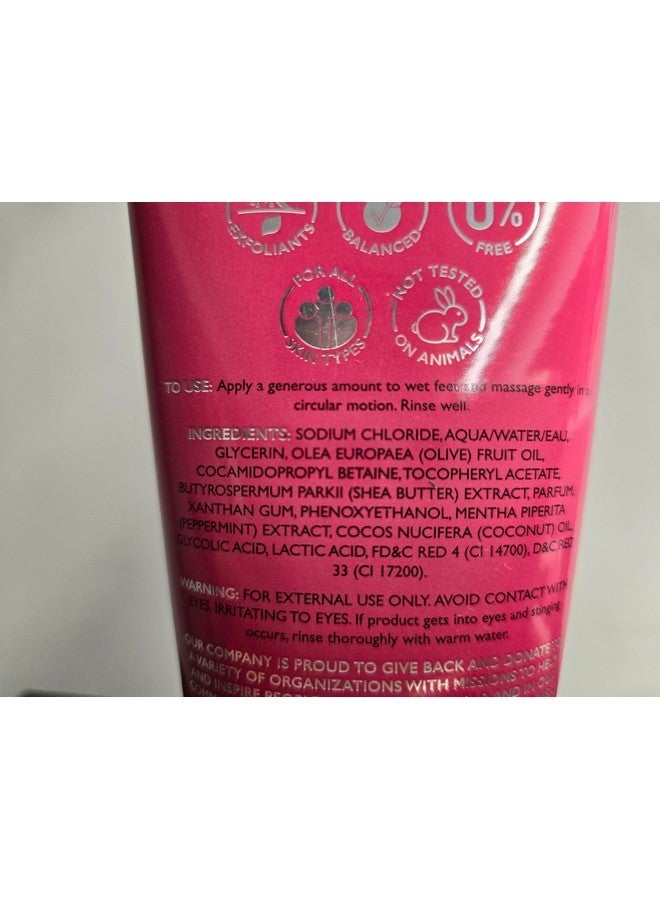 EXFOLIANTS
BALANCED
0%
FREE
FOR ALL
SKIN TYPES
NOT TESTED
ON ANIMALS
TO USE: Apply a generous amount to wet feet and massage gently in a
circular motion. Rinse well.
INGREDIENTS: SODIUM CHLORIDE, AQUA/WATER/EAU,
GLYCERIN, OLEA EUROPAEA (OLIVE) FRUIT OIL,
COCAMIDOPROPYL BETAINE, TOCOPHERYL ACETATE,
BUTYROSPERMUM PARKII (SHEA BUTTER) EXTRACT, PARFUM,
XANTHAN GUM, PHENOXYETHANOL, MENTHA PIPERITA
(PEPPERMINT) EXTRACT, COCOS NUCIFERA (COCONUT) OIL,
GLYCOLIC ACID, LACTIC ACID, FD&C RED 4 (CI 14700), D&C RED
33 (CI 17200).
WARNING: FOR EXTERNAL USE ONLY. AVOID CONTACT WITH
EYES. IRRITATING TO EYES. If product gets into eyes and stinging
occurs, rinse thoroughly with warm water.
OUR COMPANY IS PROUD TO GIVE BACK AND DONATE TO
A VARIETY OF ORGANIZATIONS WITH MISSIONS TO HELP
AND INSPIRE